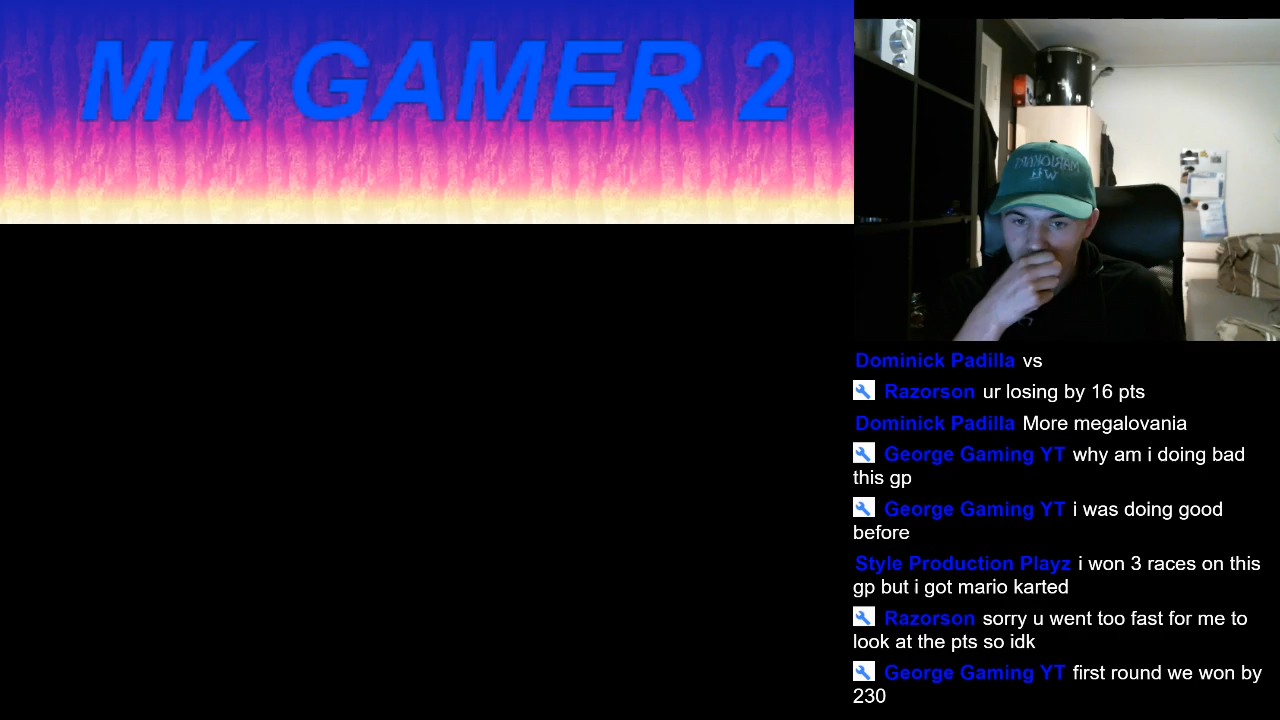 MK GAMER 2
Dominick Padilla vs
Razorson ur losing by 16 pts
Dominick Padilla More megalovania
George Gaming YT why am i doing bad
this gp
George Gaming YT i was doing good
before
Style Production Playz i won 3 races on this
gp but i got mario karted
Razorson sorry u went too fast for me to
look at the pts so idk
George Gaming YT first round we won by
230